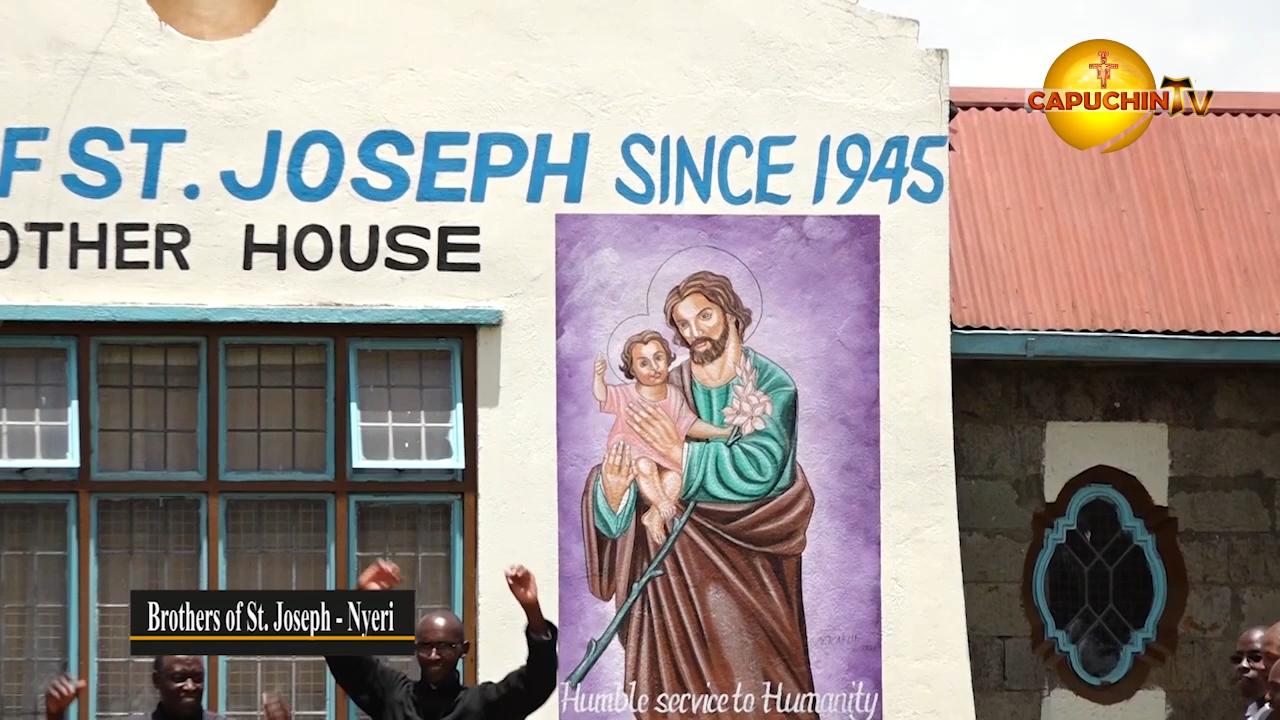 CAPUCHIN TV
F ST. JOSEPH SINCE 1945
OTHER HOUSE
Brothers of St. Joseph - Nyeri
Humble service to Humanity